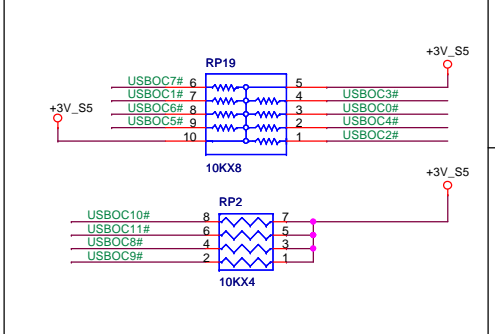 RP19
+3V_S5
USBOC7# 6 5
USBOC1# 7 4 USBOC3#
+3V_S5 USBOC6# 8 3 USBOC0#
USBOC5# 9 2 USBOC4#
10 1 USBOC2#
10KX8
+3V_S5
RP2
USBOC10# 8 7
USBOC11# 6 5
USBOC8# 4 3
USBOC9# 2 1
10KX4